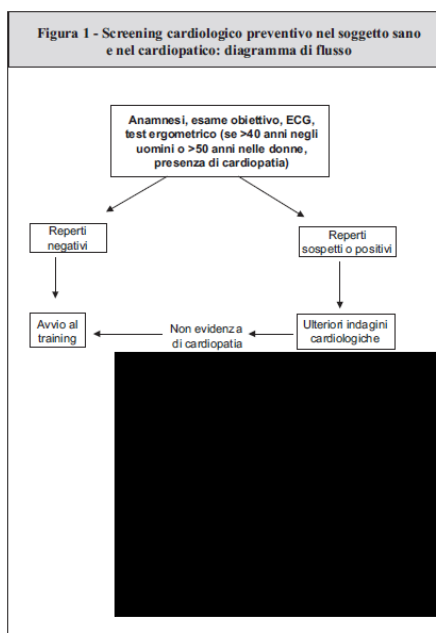 Figura 1 - Screening cardiologico preventivo nel soggetto sano
e nel cardiopatico: diagramma di flusso
Anamnesi, esame obiettivo, ECG,
test ergometrico (se >40 anni negli
uomini o >50 anni nelle donne,
presenza di cardiopatia)
Reperti
negativi
Reperti
sospetti o positivi
Avvio al
training
Non evidenza
di cardiopatia
Ulteriori indagini
cardiologiche